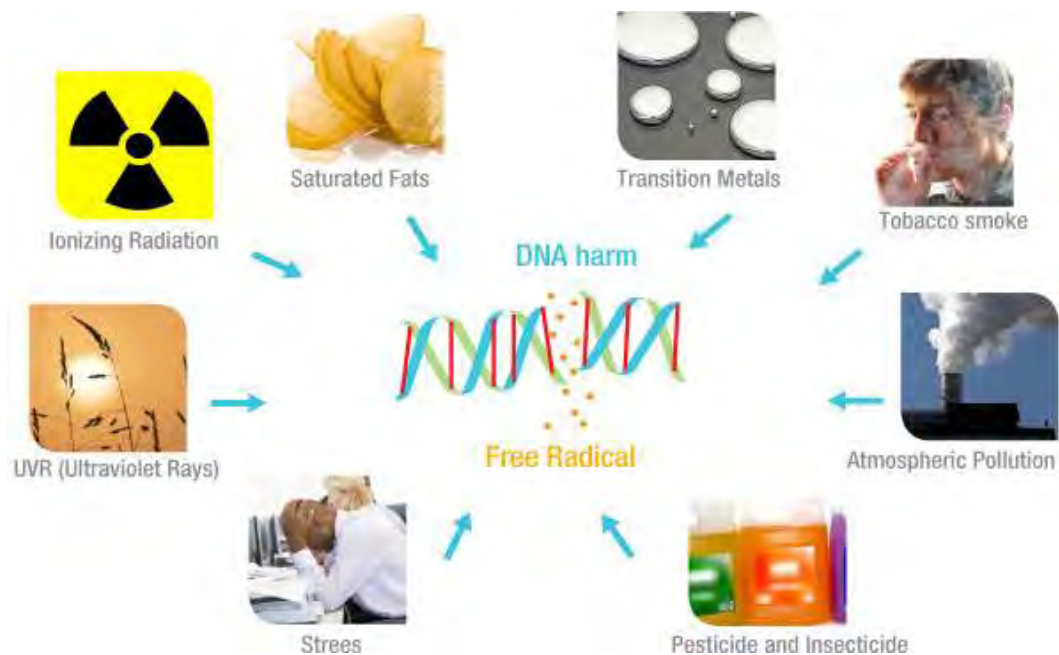 Saturated Fats
Transition Metals
Ionizing Radiation
Tobacco smoke
DNA harm
UVR (Ultraviolet Rays)
Free Radical
Atmospheric Pollution
Strees
Pesticide and Insecticide